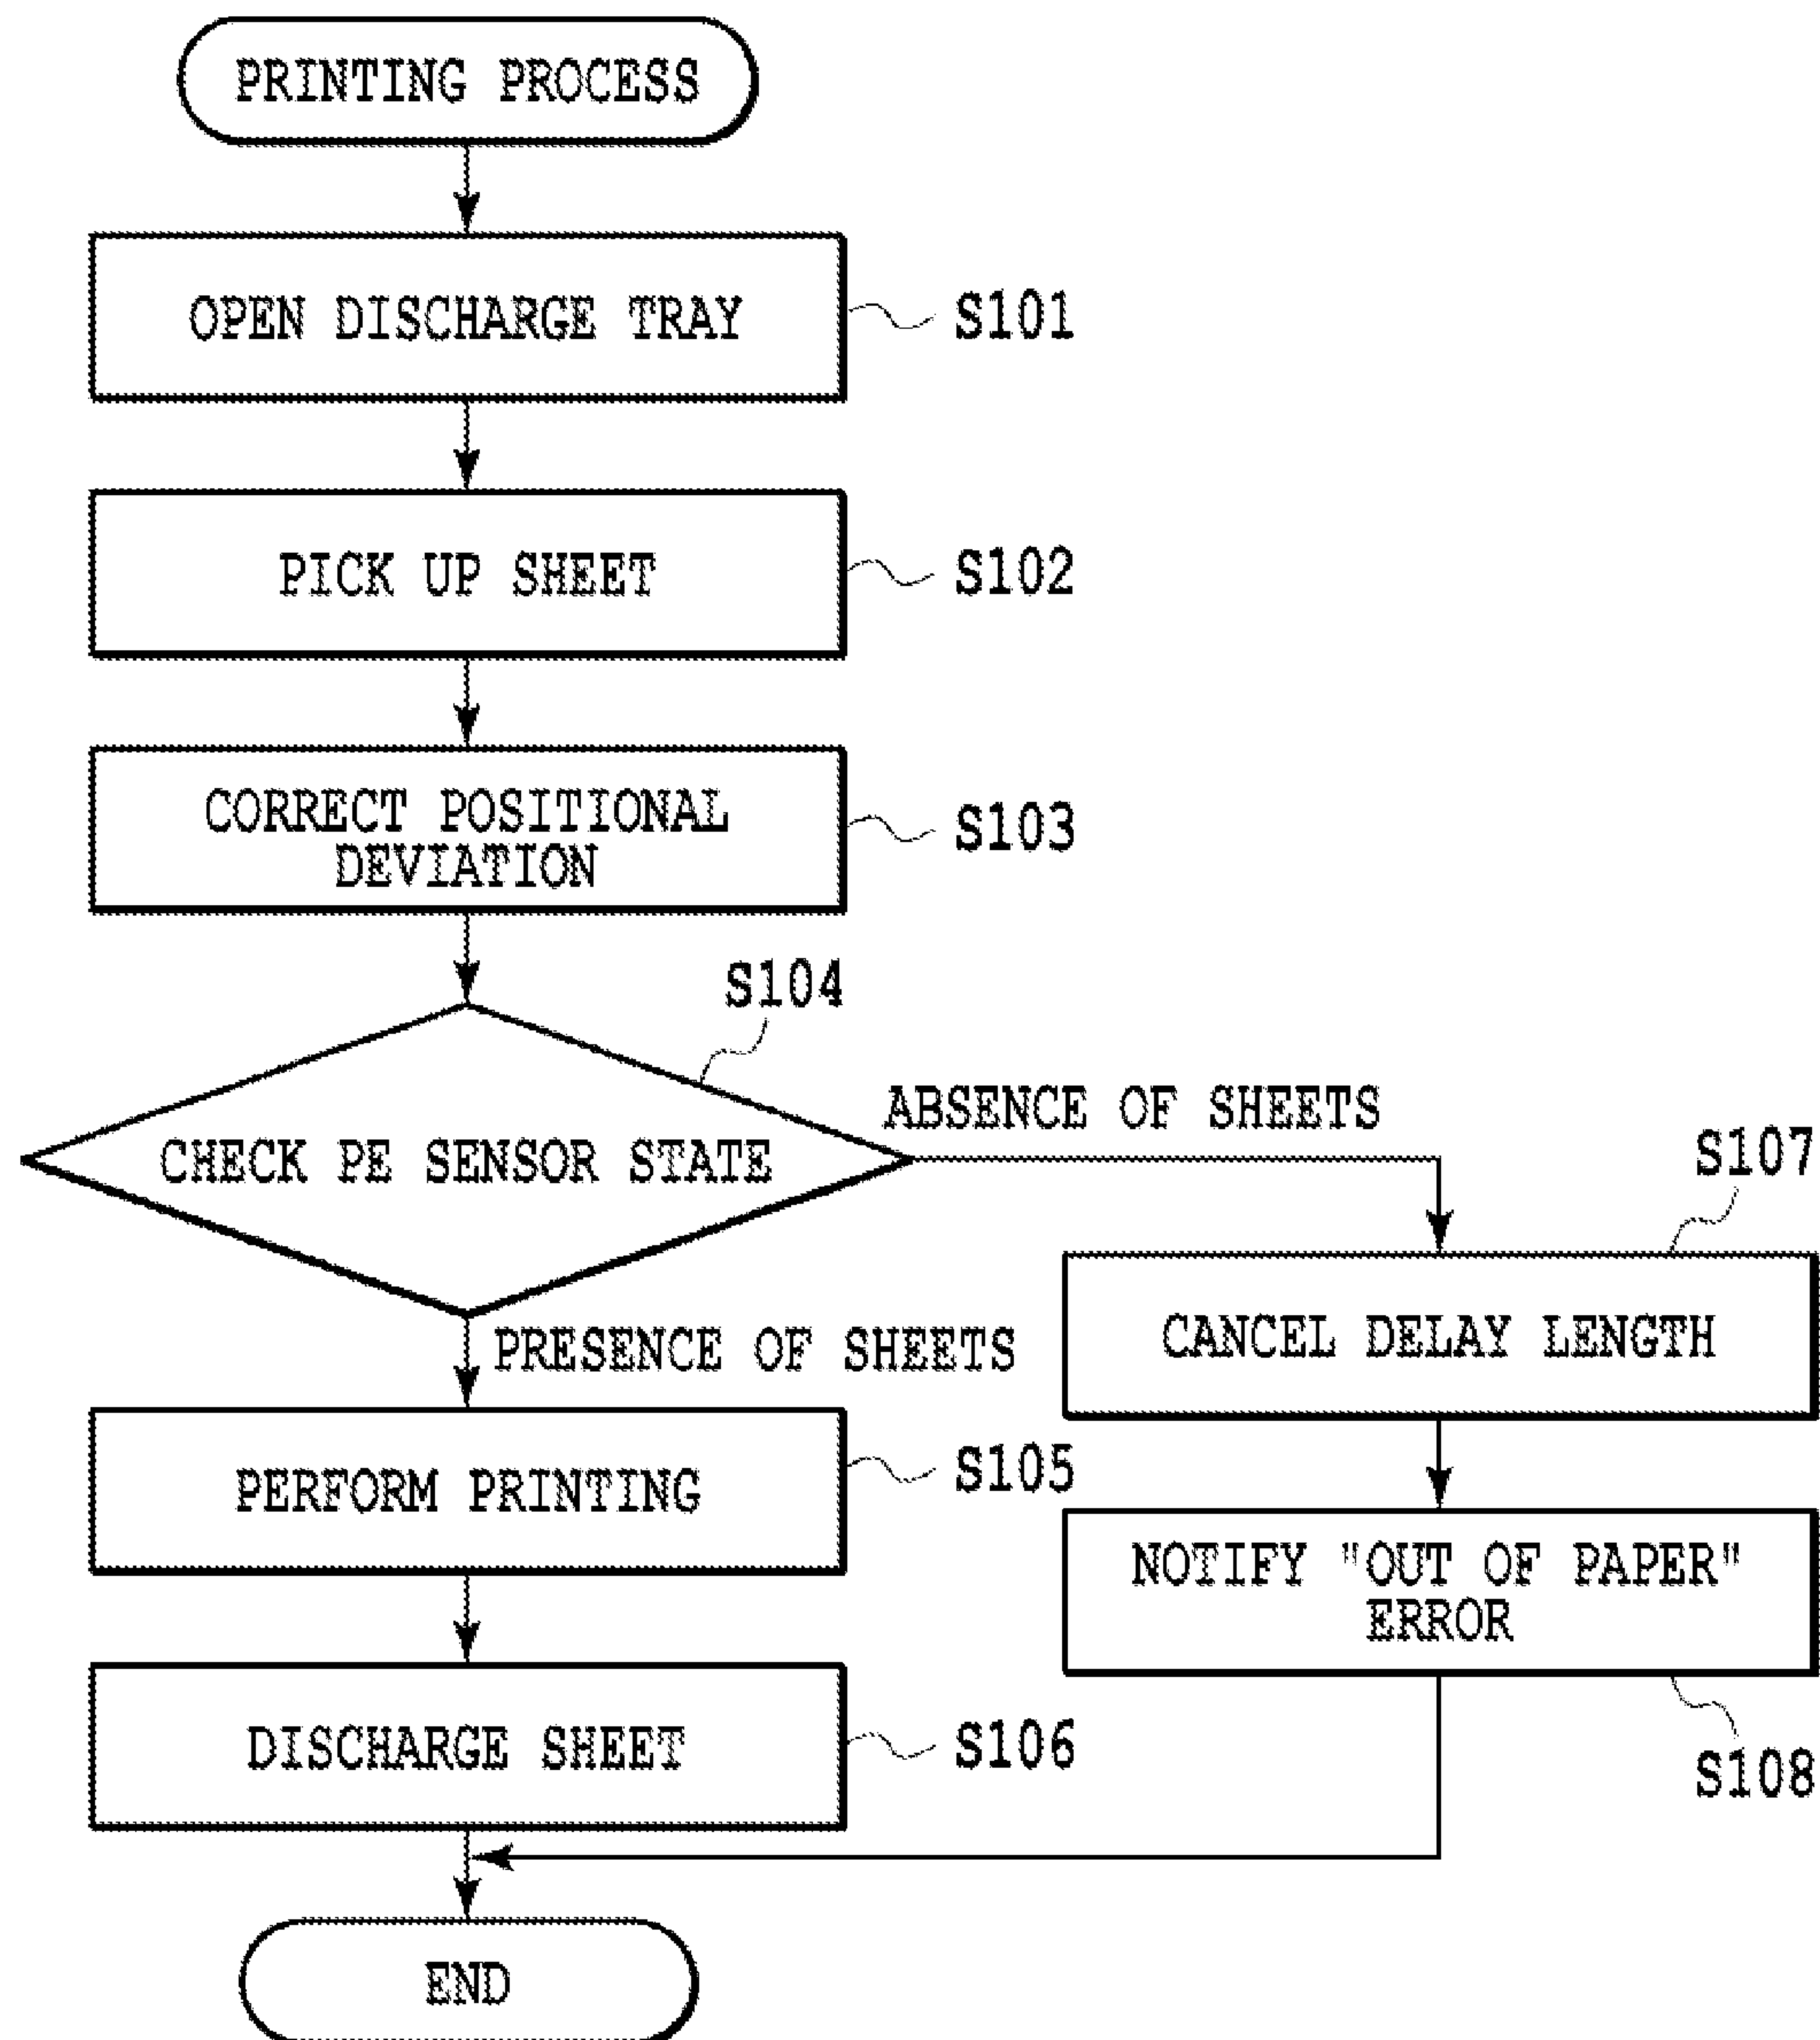 PRINTING PROCESS
OPEN DISCHARGE TRAY
S101
PICK UP SHEET
S102
CORRECT POSITIONAL
DEVIATION
S103
S104
CHECK PE SENSOR STATE
ABSENCE OF SHEETS
S107
CANCEL DELAY LENGTH
PRESENCE OF SHEETS
PERFORM PRINTING
S105
NOTIFY "OUT OF PAPER"
ERROR
S108
DISCHARGE SHEET
S106
END